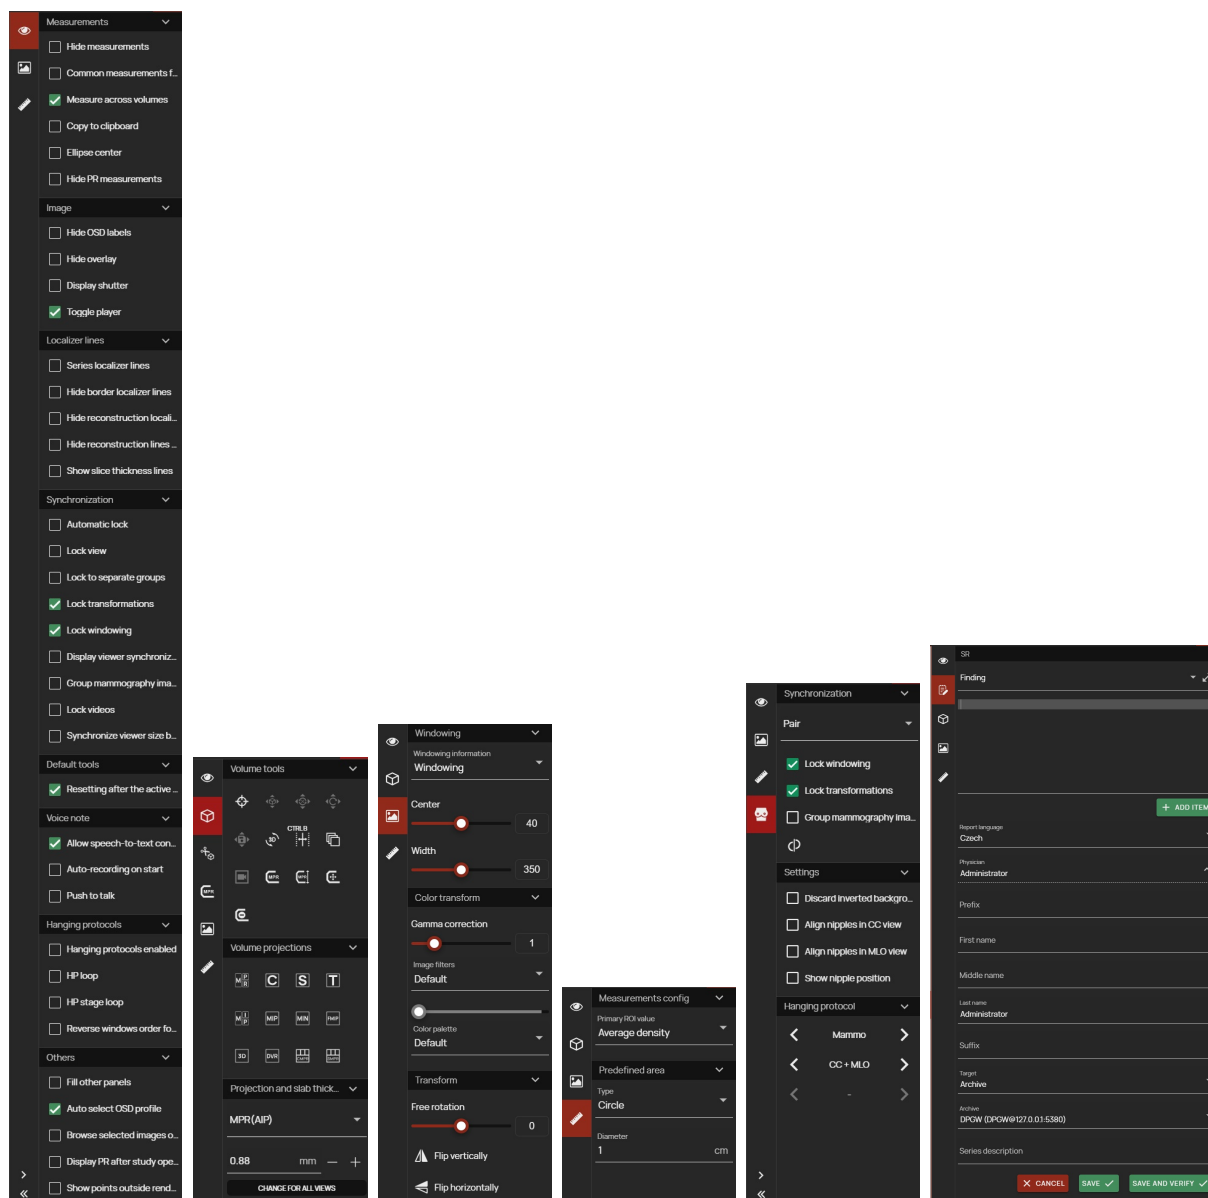 Measurements
Hide measurements
Common measurements f...
Measure across volumes
Copy to clipboard
Ellipse center
Hide PR measurements
Image
Hide OSD labels
Hide overlay
Display shutter
Toggle player
Localizer lines
Series localizer lines
Hide border localizer lines
Hide reconstruction locali...
Hide reconstruction lines ...
Show slice thickness lines
Synchronization
Automatic lock
Lock view
Lock to separate groups
Lock transformations
Lock windowing
Display viewer synchroniz...
Group mammography ima...
Lock videos
Synchronize viewer size b...
Default tools
Resetting after the active ...
Voice note
Allow speech-to-text con...
Auto-recording on start
Push to talk
Hanging protocols
Hanging protocols enabled
HP loop
HP stage loop
Reverse windows order fo...
Others
Fill other panels
Auto select OSD profile
Browse selected images o...
Display PR after study ope...
Show points outside rend...
Volume tools
CTRL B
3D
MPR
MPR
Volume projections
MPR
C
S
T
MIP
MIP
MIN
FMIP
3D
DVR
Projection and slab thick...
MPR(AIP)
0.88 mm
CHANGE FOR ALL VIEWS
MPR
Windowing
Windowing information
Windowing
Center
40
Width
350
Color transform
Gamma correction
1
Image filters
Default
Color palette
Default
Transform
Free rotation
0
Flip vertically
Flip horizontally
Measurements config
Primary ROI value
Average density
Predefined area
Type
Circle
Diameter
1 cm
Synchronization
Pair
Lock windowing
Lock transformations
Group mammography ima...
Settings
Discard inverted backgro...
Align nipples in CC view
Align nipples in MLO view
Show nipple position
Hanging protocol
Mammo
CC + MLO
-
SR
Finding
+ ADD ITEM
Report language
Czech
Physician
Administrator
Prefix
First name
Middle name
Last name
Administrator
Suffix
Target
Archive
Archive
DPGW (DPGW@127.0.0.1:5380)
Series description
CANCEL
SAVE
SAVE AND VERIFY